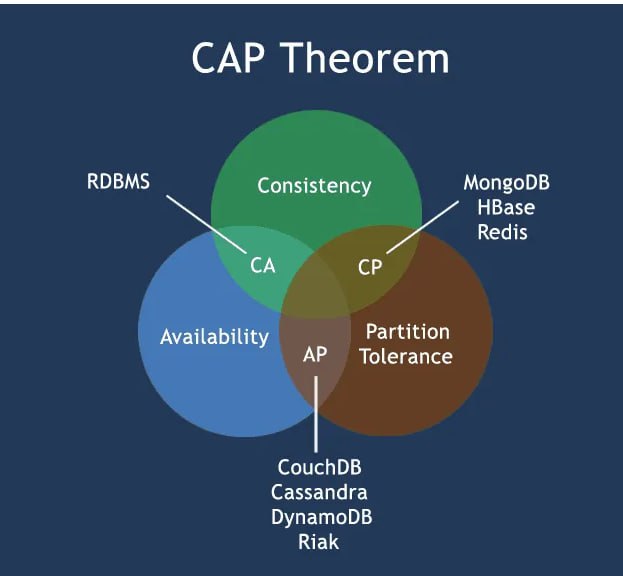 CAP Theorem
RDBMS
Consistency
MongoDB
HBase
Redis
CA
CP
Availability
Partition
Tolerance
AP
CouchDB
Cassandra
DynamoDB
Riak